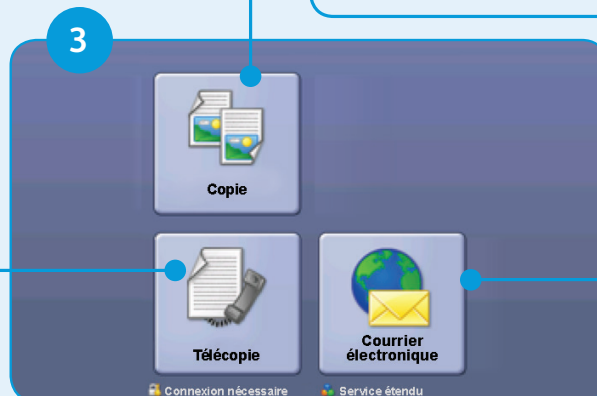 3
Copie
Télécopie
Courrier
électronique
Connexion nécessaire
Service étendu